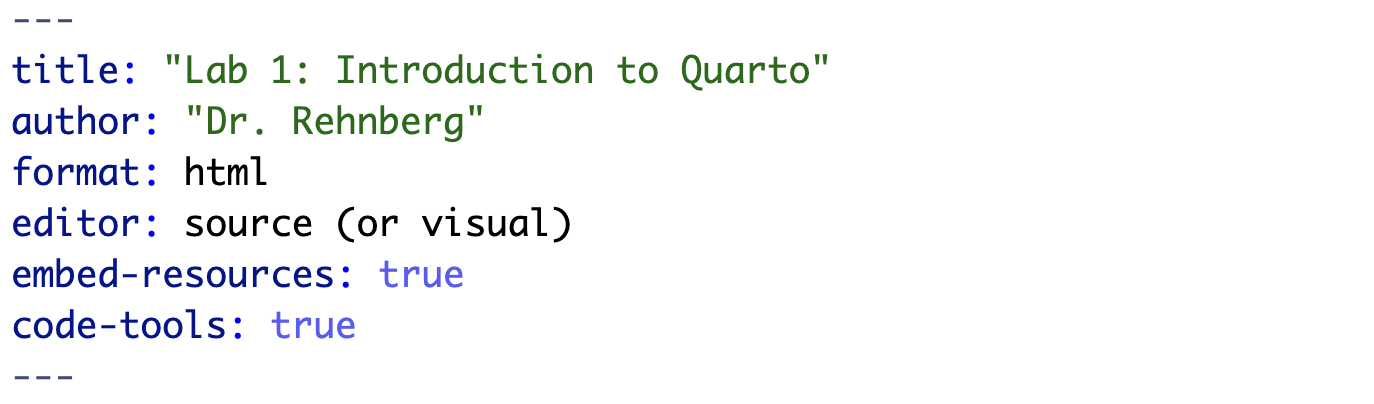 ---
title: "Lab 1: Introduction to Quarto"
author: "Dr. Rehnberg"
format: html
editor: source (or visual)
embed-resources: true
code-tools: true
---